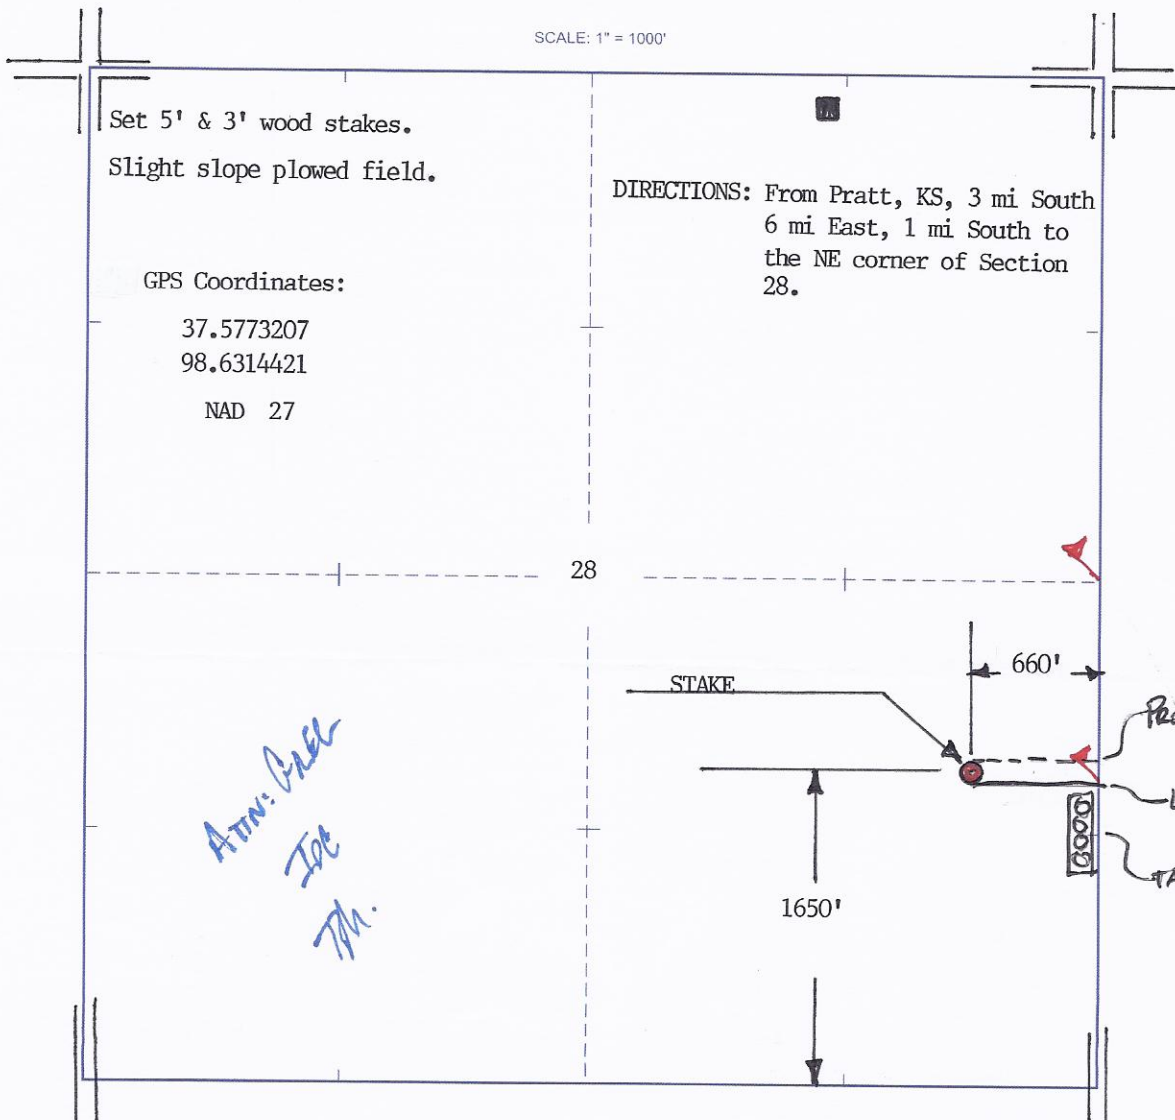 SCALE: 1" = 1000'
Set 5' & 3' wood stakes.
Slight slope plowed field.
DIRECTIONS: From Pratt, KS, 3 mi South
6 mi East, 1 mi South to
the NE corner of Section
28.
GPS Coordinates:
37.5773207
98.6314421
NAD 27
28
660'
STAKE
1650'
ATTN: